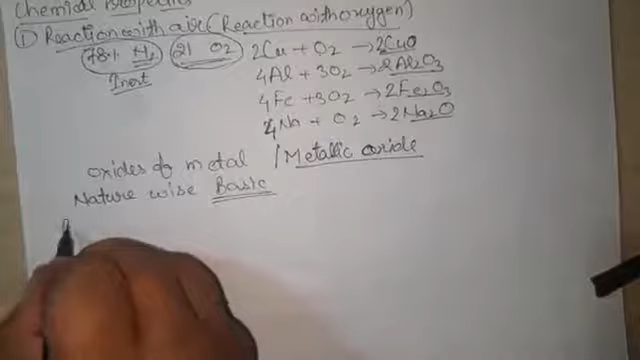 Chemical Properties
① Reaction with air (Reaction with oxygen)
78% N₂ 21 O₂ 2Cu + O₂ → 2CuO
Inert 4Al + 3O₂ → 2Al₂O₃
4Fe + 3O₂ → 2Fe₂O₃
4Na + O₂ → 2Na₂O
oxides of metal / Metallic oxide
Nature wise Basic